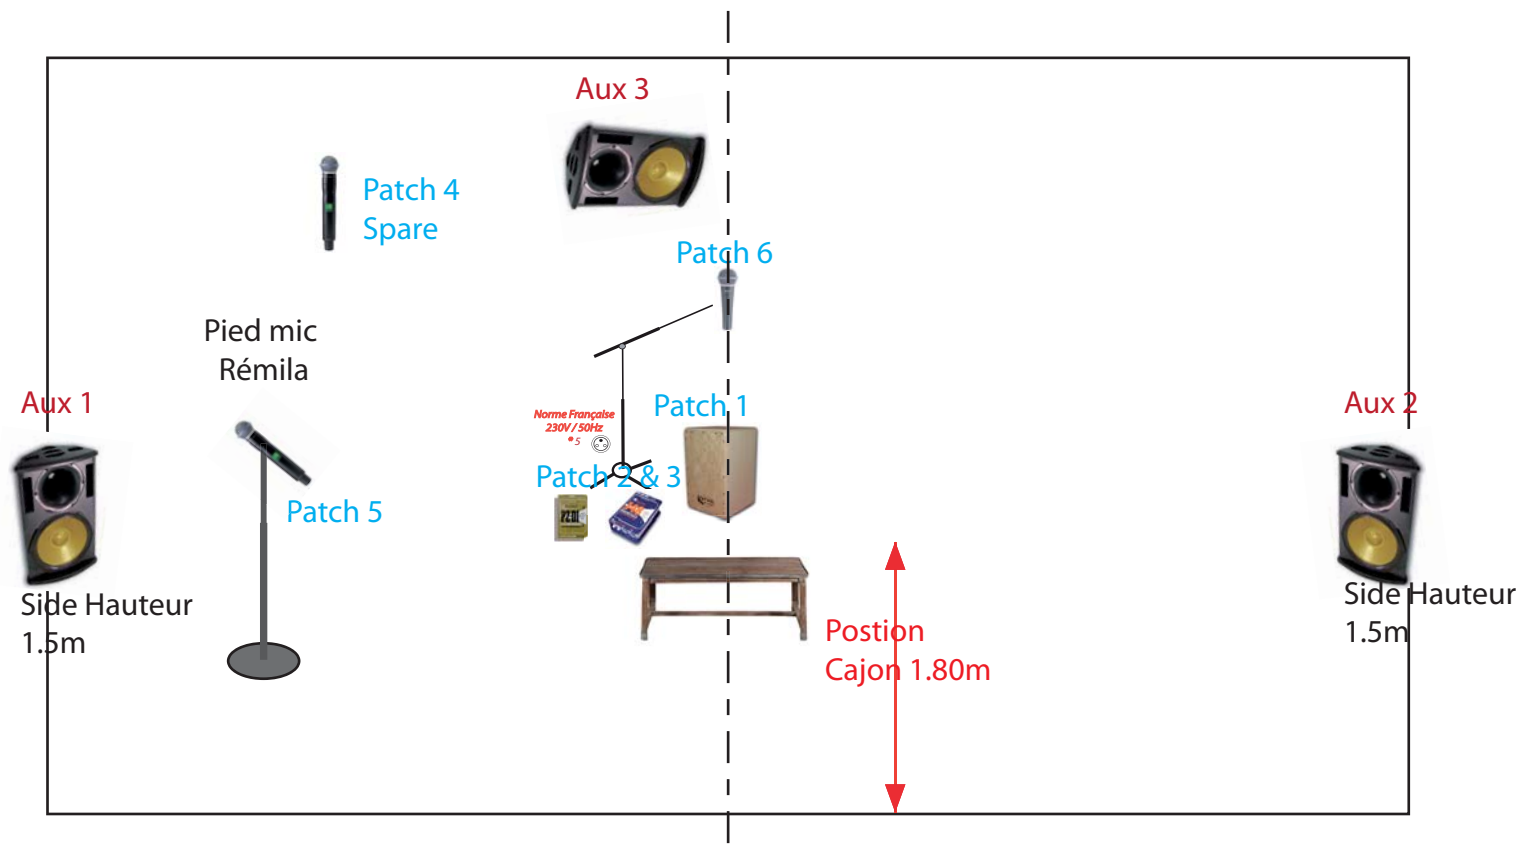 Aux 3
Patch 4
Spare
Patch 6
Pied mic
Rémila
Aux 1
Norme Française
230V / 50Hz
* 5
Patch 1
Aux 2
Patch 2 & 3
Patch 5
Side Hauteur
1.5m
Postion
Cajon 1.80m
Side Hauteur
1.5m